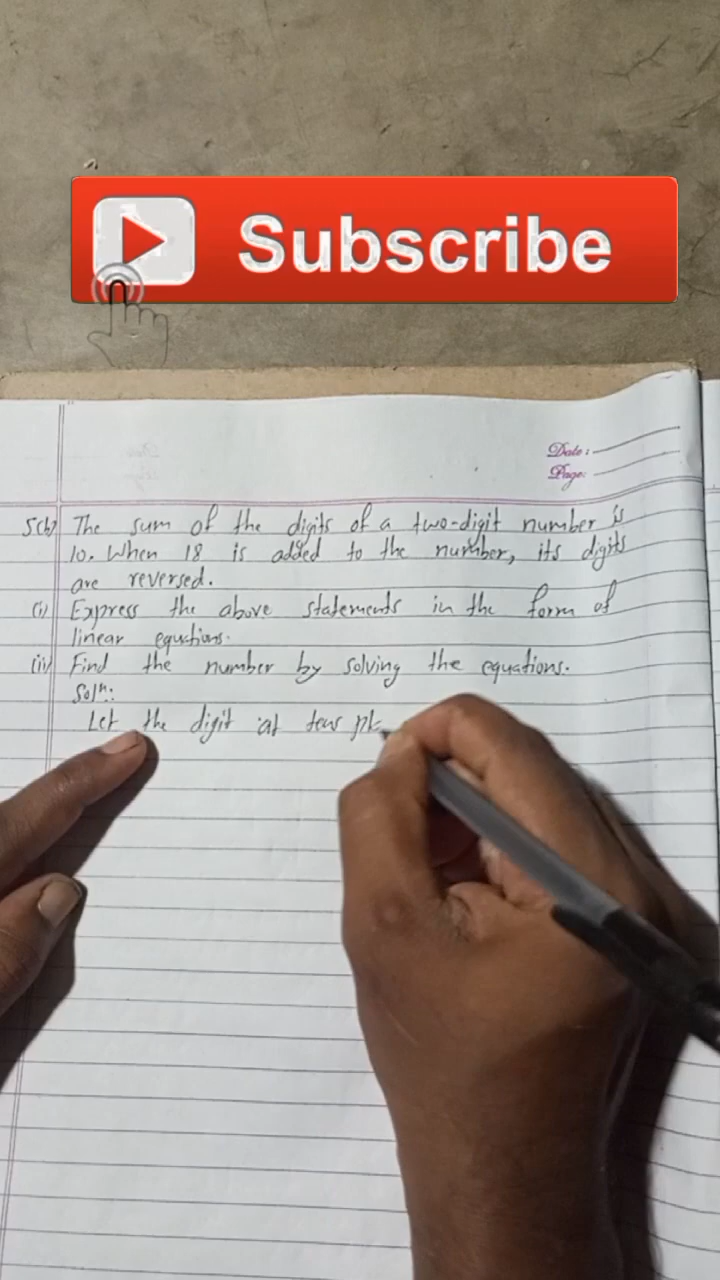 Subscribe
Date:
Page:
5(b) The sum of the digits of a two-digit number is
10. When 18 is added to the number, its digits
are reversed.
(i) Express the above statements in the form of
linear equations.
(ii) Find the number by solving the equations.
Solⁿ:
Let the digit at tens pla